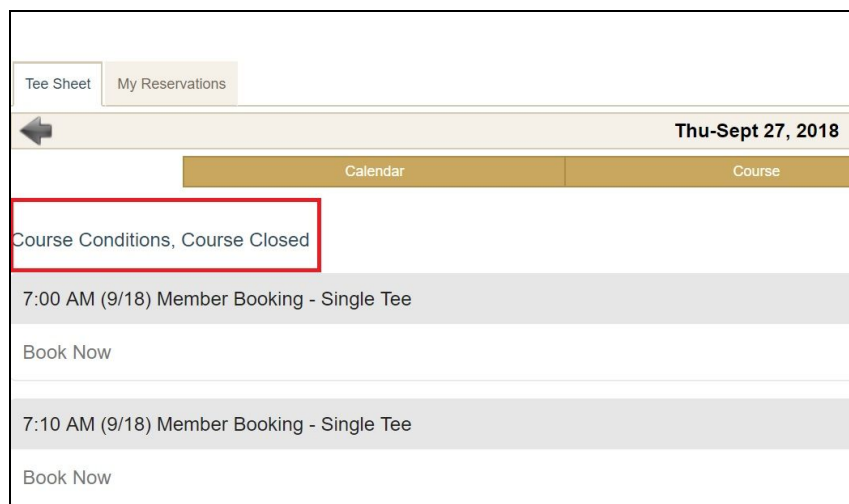 Tee Sheet My Reservations
Thu-Sept 27, 2018
Calendar Course
Course Conditions, Course Closed
7:00 AM (9/18) Member Booking - Single Tee
Book Now
7:10 AM (9/18) Member Booking - Single Tee
Book Now